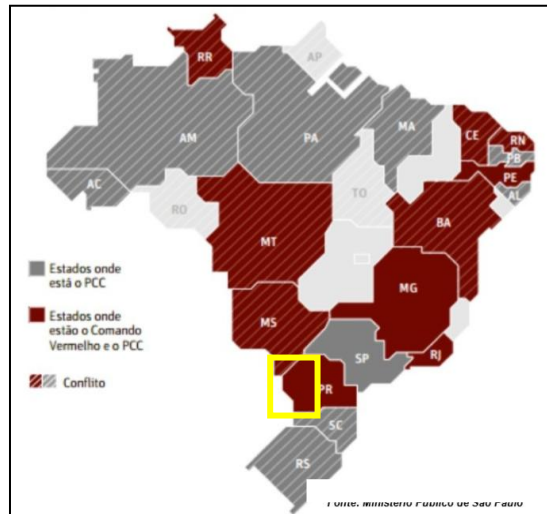 RR
AP
AM
PA
MA
CE
RN
PB
PE
AL
AC
RO
TO
BA
MT
MG
MS
SP
RJ
PR
SC
RS
Estados onde
está o PCC
Estados onde
estão o Comando
Vermelho e o PCC
Conflito
Fonte: Ministério Público de São Paulo